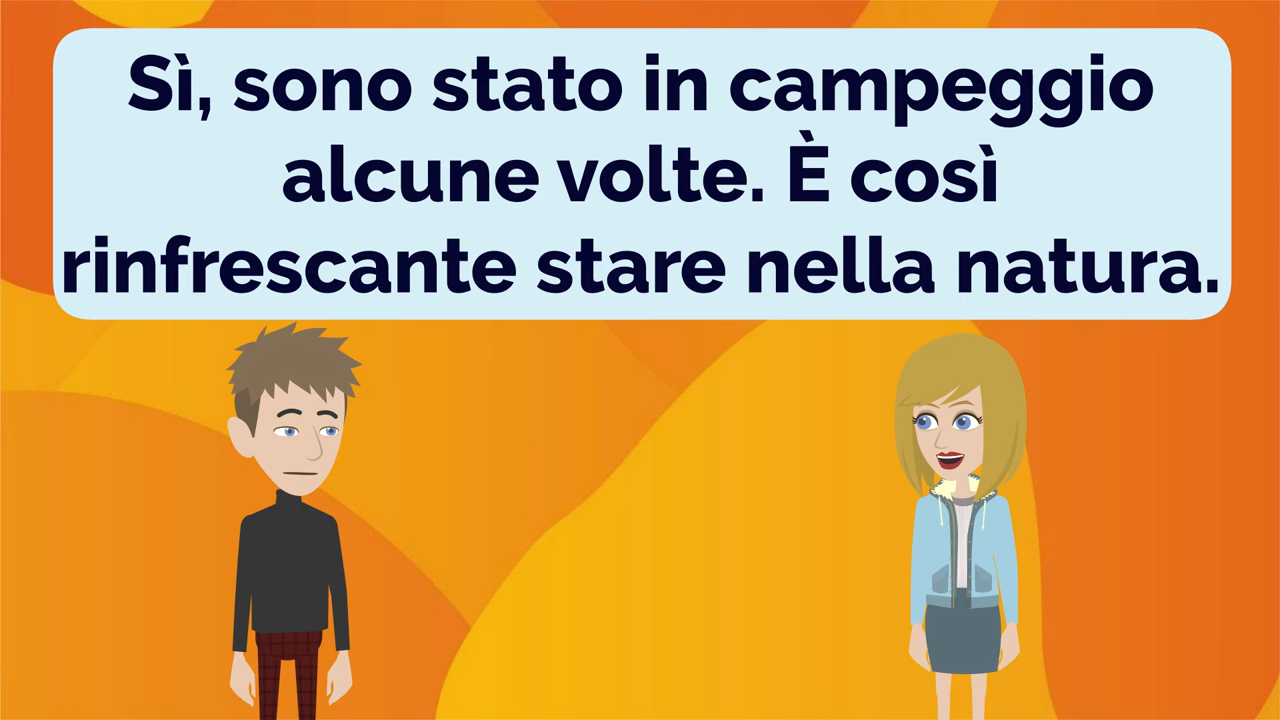 Sì, sono stato in campeggio
alcune volte. È così
rinfrescante stare nella natura.